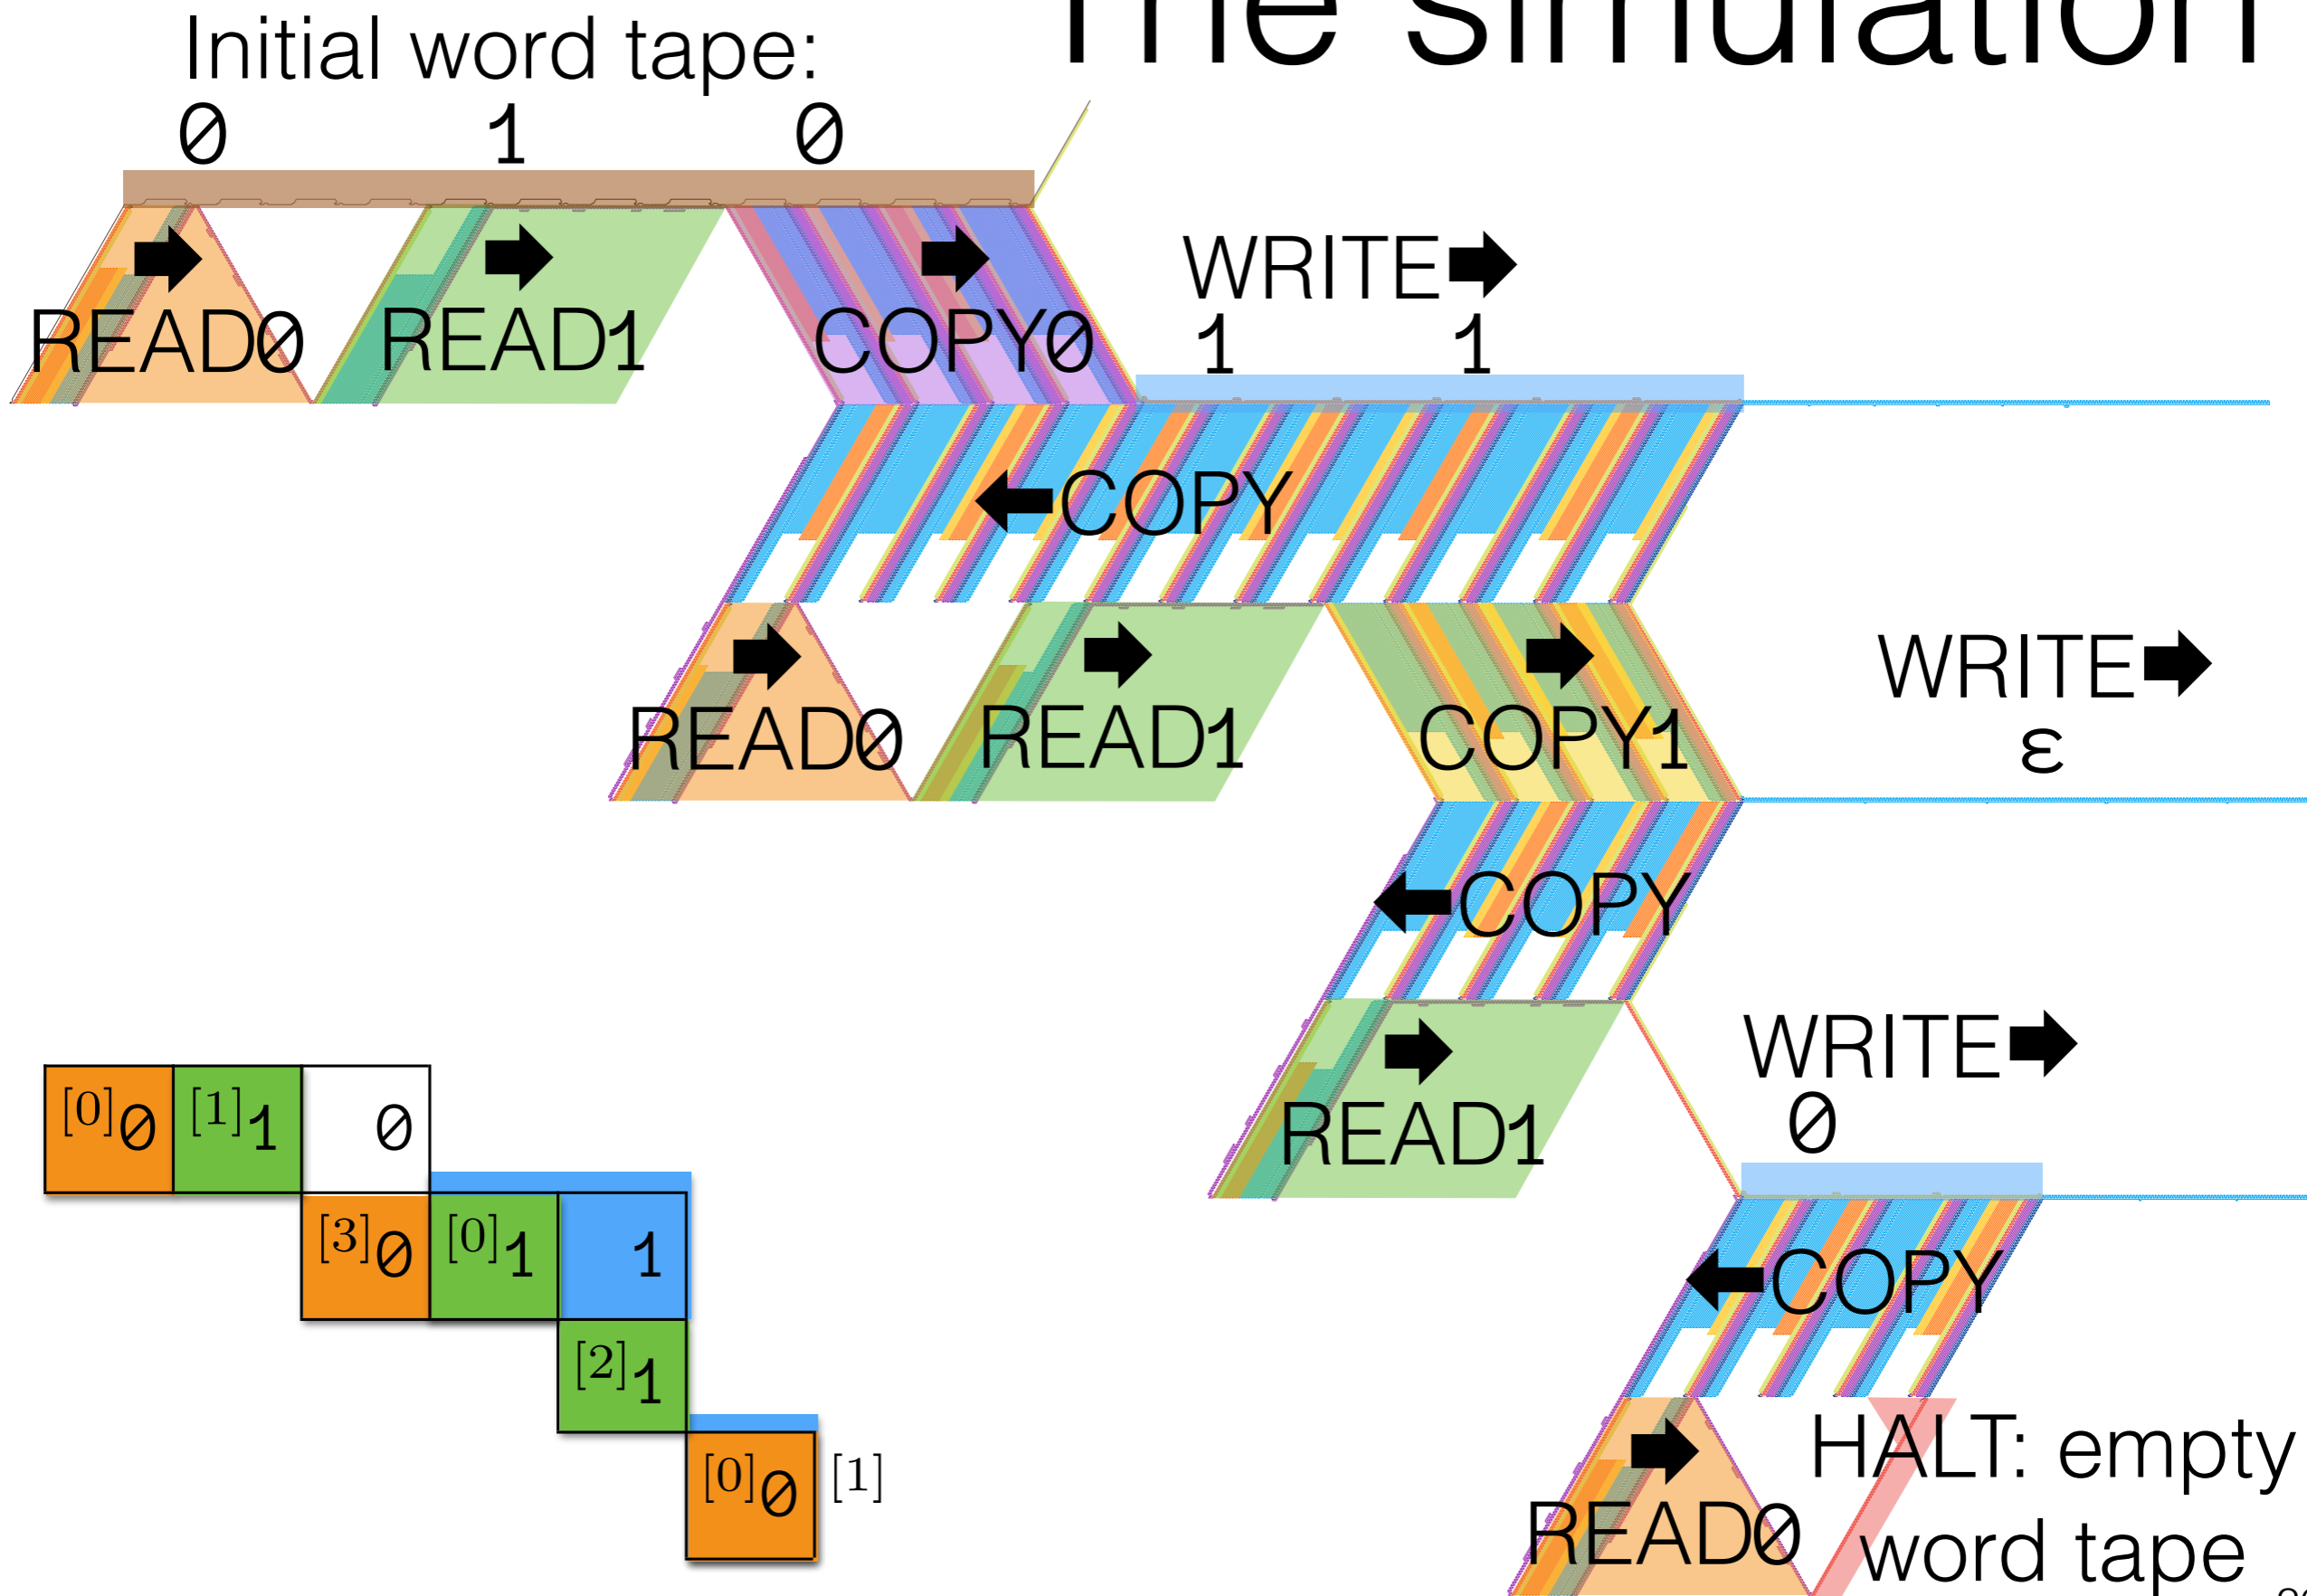 The simulation
Initial word tape:
0 1 0
READ0 READ1 COPY0
WRITE
1 1
COPY
READ0 READ1 COPY1
WRITE
ε
COPY
READ1
WRITE
0
COPY
READ0
HALT: empty
word tape
[0]0 [1]1 0
[3]0 [0]1 1
[2]1
[0]0 [1]